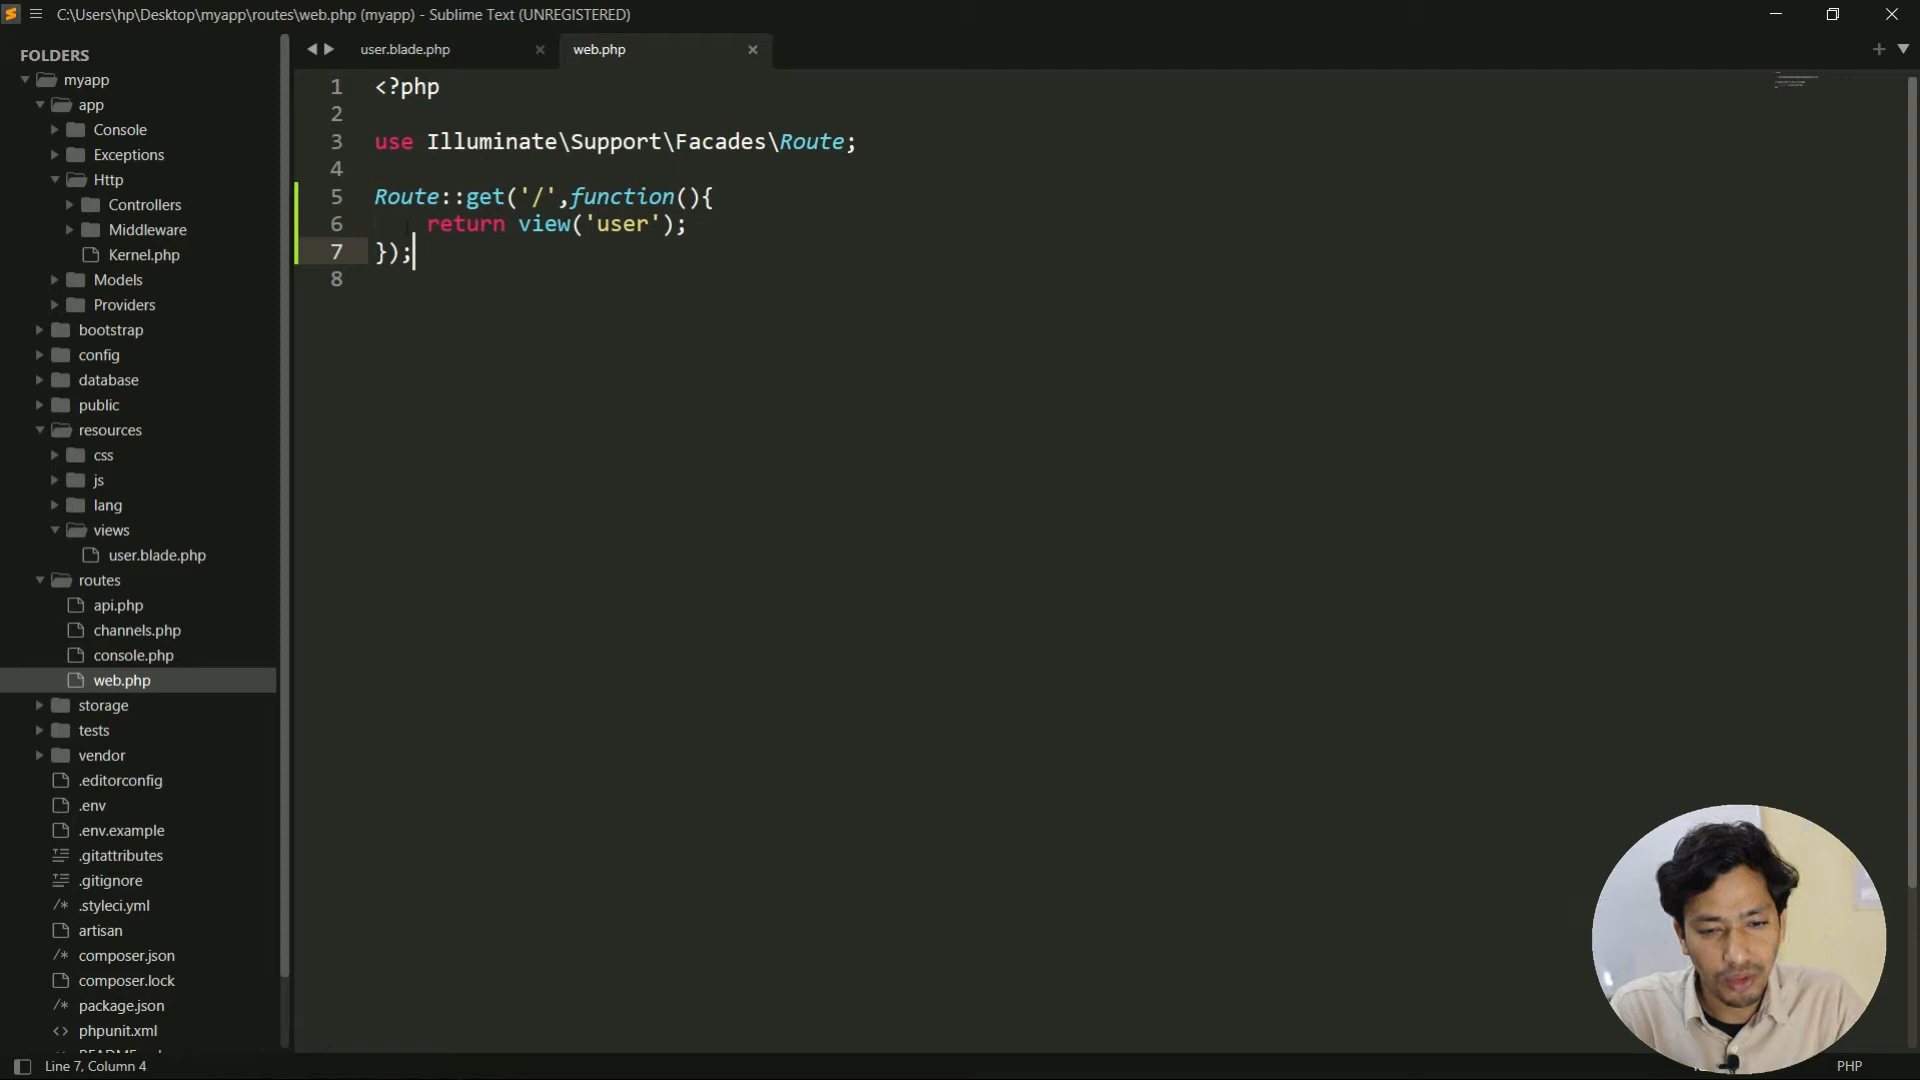 C:\Users\hp\Desktop\myapp\routes\web.php (myapp) - Sublime Text (UNREGISTERED)
FOLDERS
myapp
app
Console
Exceptions
Http
Controllers
Middleware
Kernel.php
Models
Providers
bootstrap
config
database
public
resources
css
js
lang
views
user.blade.php
routes
api.php
channels.php
console.php
web.php
storage
tests
vendor
.editorconfig
.env
.env.example
.gitattributes
.gitignore
.styleci.yml
artisan
composer.json
composer.lock
package.json
phpunit.xml
user.blade.php
web.php
1 <?php
2
3 use Illuminate\Support\Facades\Route;
4
5 Route::get('/',function(){
6 return view('user');
7 });
8
Line 7, Column 4
PHP